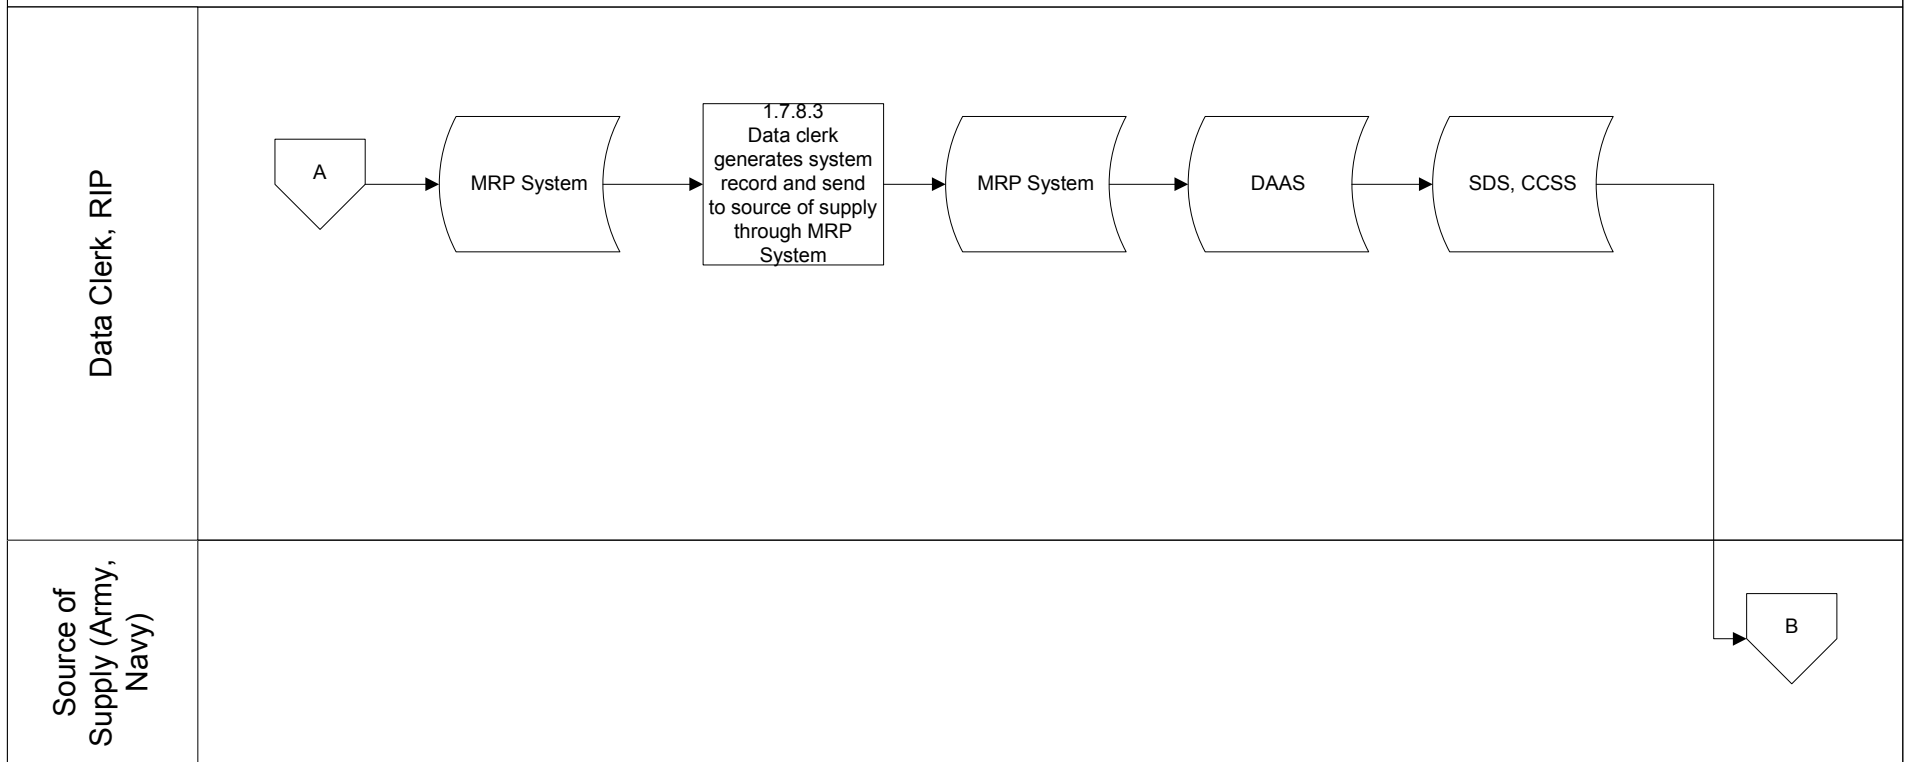 Data Clerk, RIP
A
MRP System
1.7.8.3
Data clerk
generates system
record and send
to source of supply
through MRP
System
MRP System
DAAS
SDS, CCSS
Source of
Supply (Army,
Navy)
B